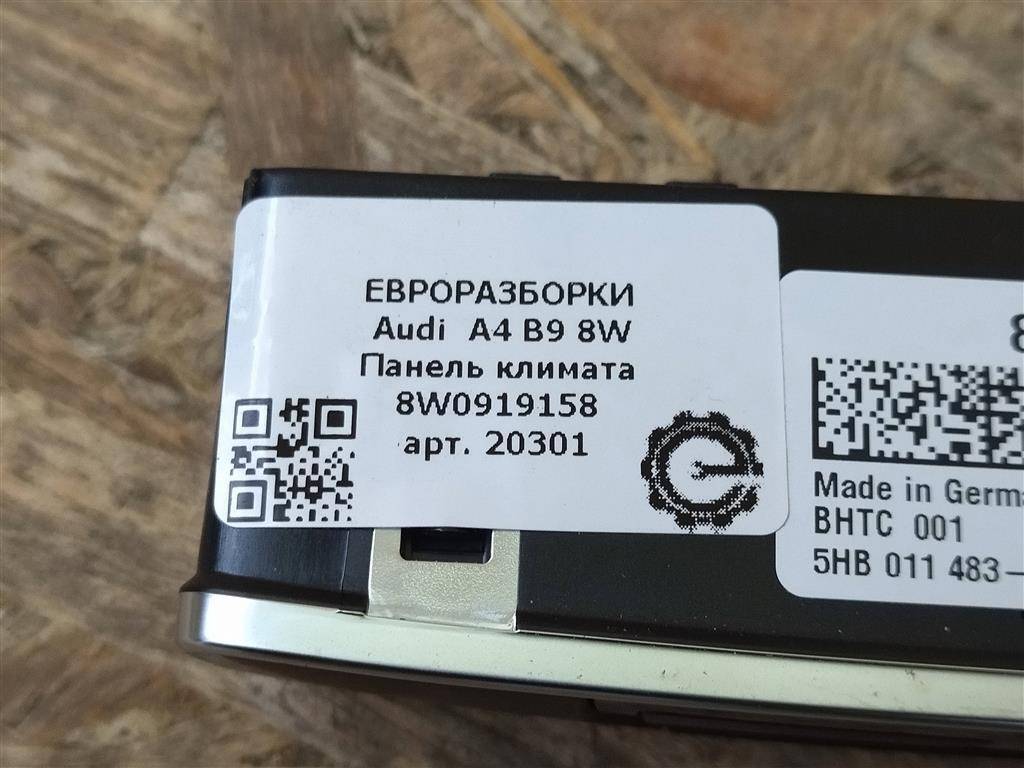 ЕВРОРАЗБОРКИ
Audi A4 B9 8W
Панель климата
8W0919158
арт. 20301
Made in Germa
BHTC 001
5HB 011 483–